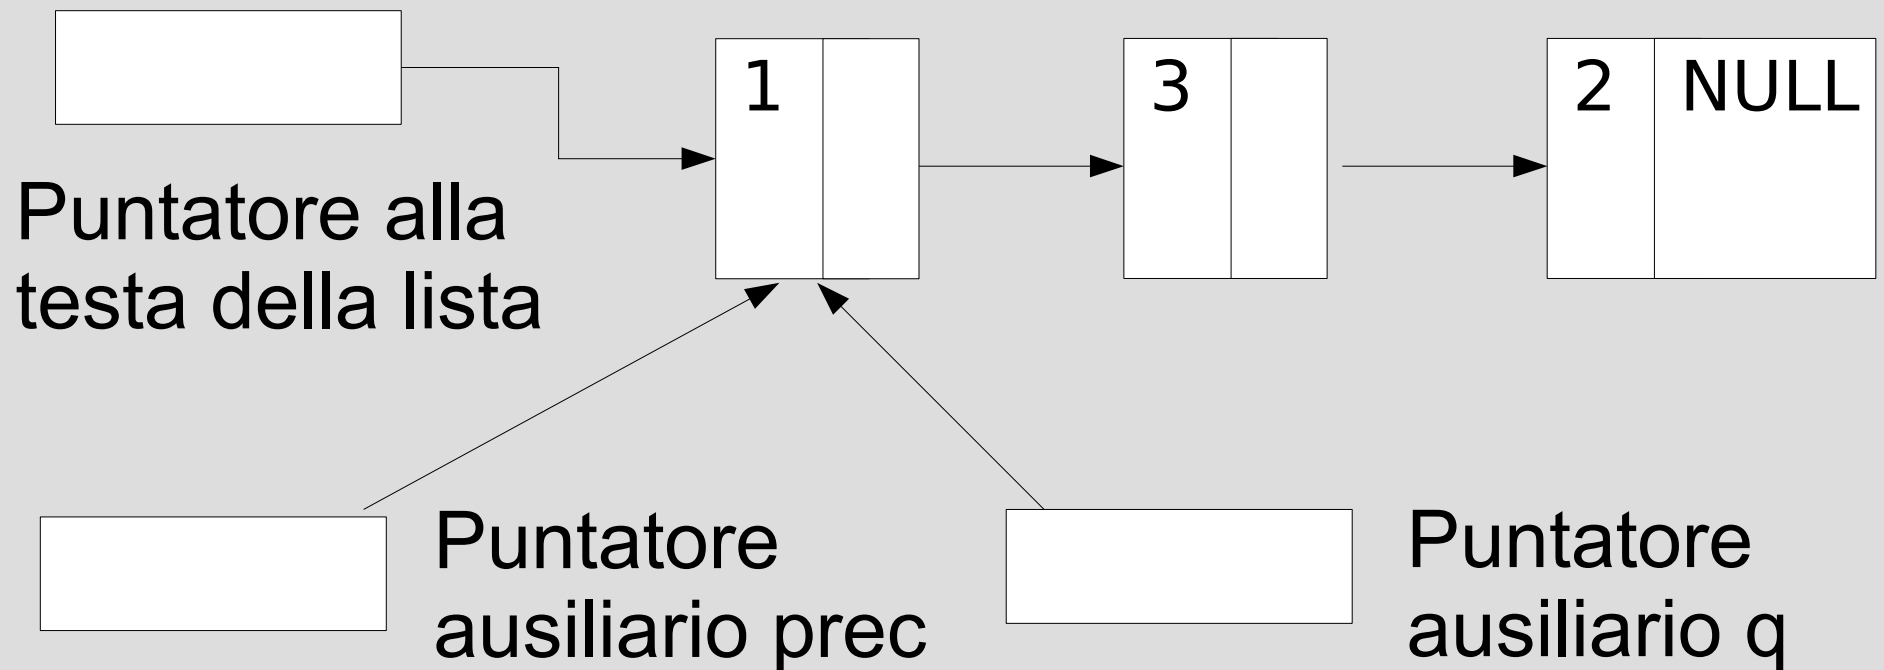 1
3
2 NULL
Puntatore alla
testa della lista
Puntatore
ausiliario prec
Puntatore
ausiliario q